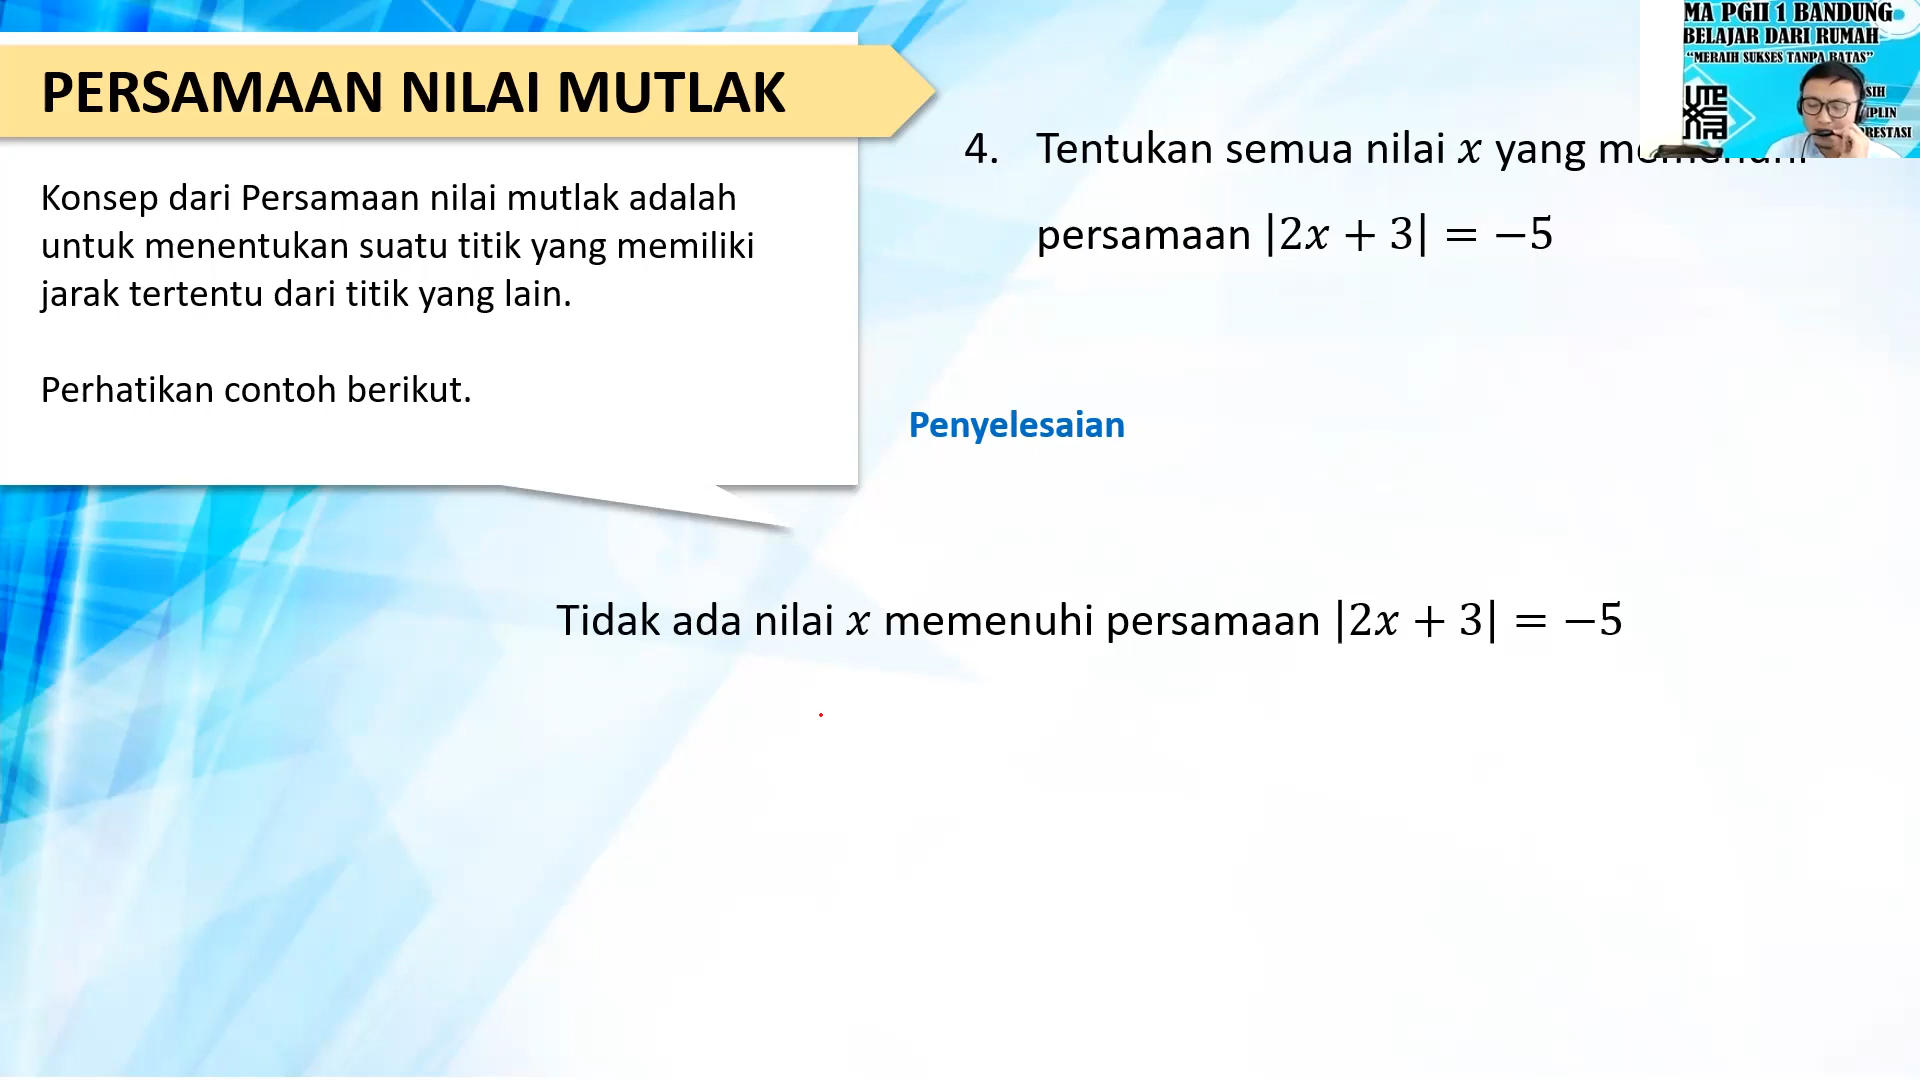 PERSAMAAN NILAI MUTLAK
Konsep dari Persamaan nilai mutlak adalah
untuk menentukan suatu titik yang memiliki
jarak tertentu dari titik yang lain.
Perhatikan contoh berikut.
4. Tentukan semua nilai x yang
persamaan |2x + 3| = −5
Penyelesaian
Tidak ada nilai x memenuhi persamaan |2x + 3| = −5
MA PGII 1 BANDUNG
BELAJAR DARI RUMAH
“MERAIH SUKSES TANPA BATAS”